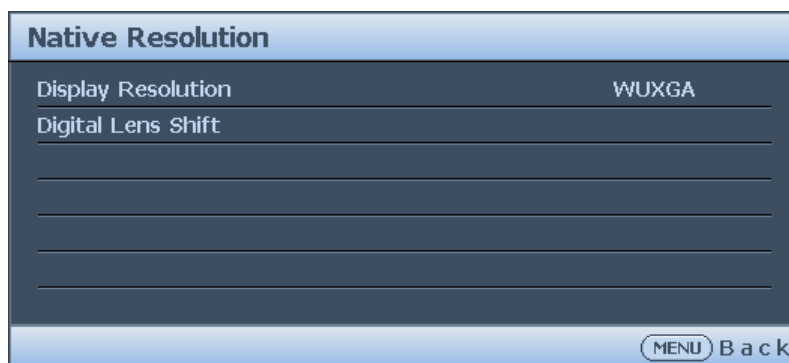 Native Resolution
Display Resolution WUXGA
Digital Lens Shift
MENU Back